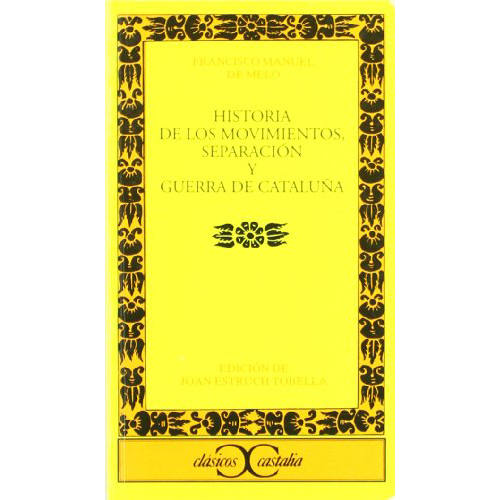 FRANCISCO MANUEL
DE MELO
HISTORIA
DE LOS MOVIMIENTOS,
SEPARACIÓN
Y
GUERRA DE CATALUÑA
EDICIÓN DE
JOAN ESTRUCH TOBELLA
clásicos castalia